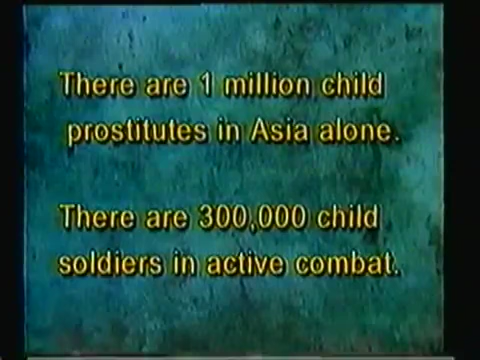 There are 1 million child
prostitutes in Asia alone.
There are 300,000 child
soldiers in active combat.